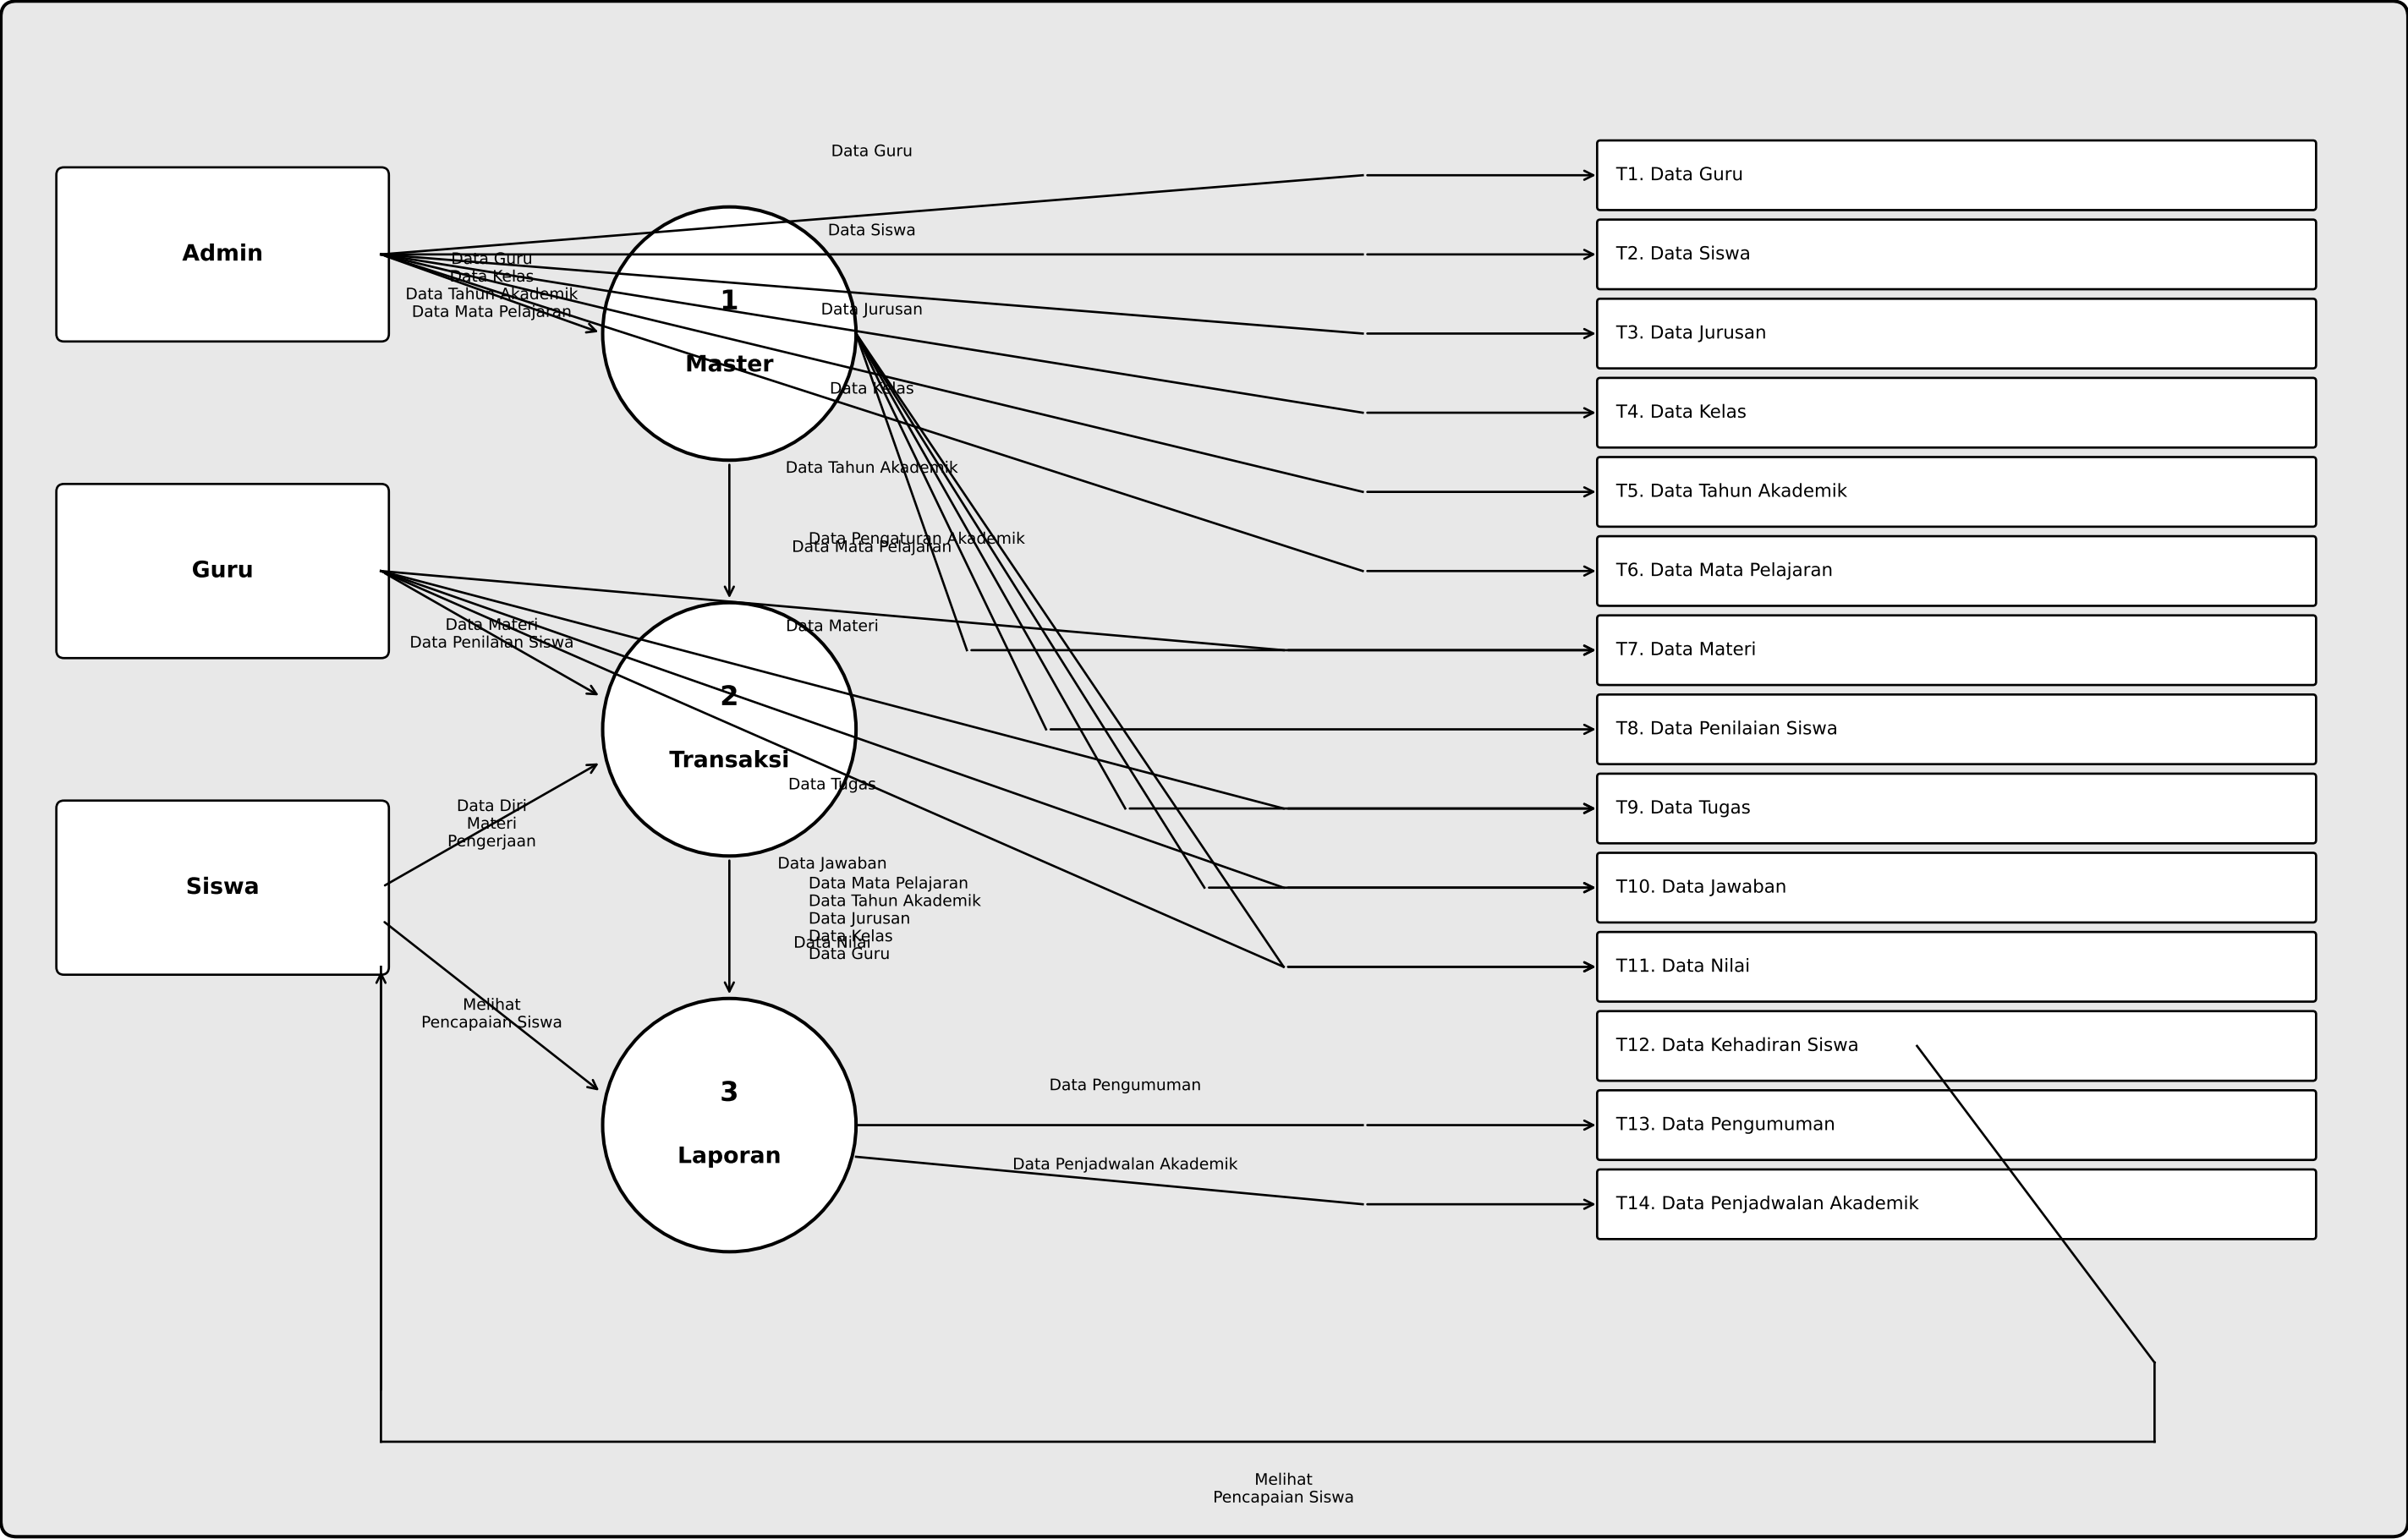 Data Guru
T1. Data Guru
Admin
Data Siswa
T2. Data Siswa
Data Guru
Data Kelas
Data Tahun Akademik
Data Mata Pelajaran
1
Master
Data Jurusan
T3. Data Jurusan
Data Kelas
T4. Data Kelas
Data Tahun Akademik
T5. Data Tahun Akademik
Data Pengaturan Akademik
Data Mata Pelajaran
T6. Data Mata Pelajaran
Guru
Data Materi
Data Penilaian Siswa
Data Materi
T7. Data Materi
2
Transaksi
T8. Data Penilaian Siswa
Data Tugas
T9. Data Tugas
Data Diri
Materi
Pengerjaan
Siswa
Data Jawaban
T10. Data Jawaban
Data Mata Pelajaran
Data Tahun Akademik
Data Jurusan
Data Kelas
Data Nilai
Data Guru
T11. Data Nilai
Melihat
Pencapaian Siswa
T12. Data Kehadiran Siswa
3
Laporan
Data Pengumuman
T13. Data Pengumuman
Data Penjadwalan Akademik
T14. Data Penjadwalan Akademik
Melihat
Pencapaian Siswa